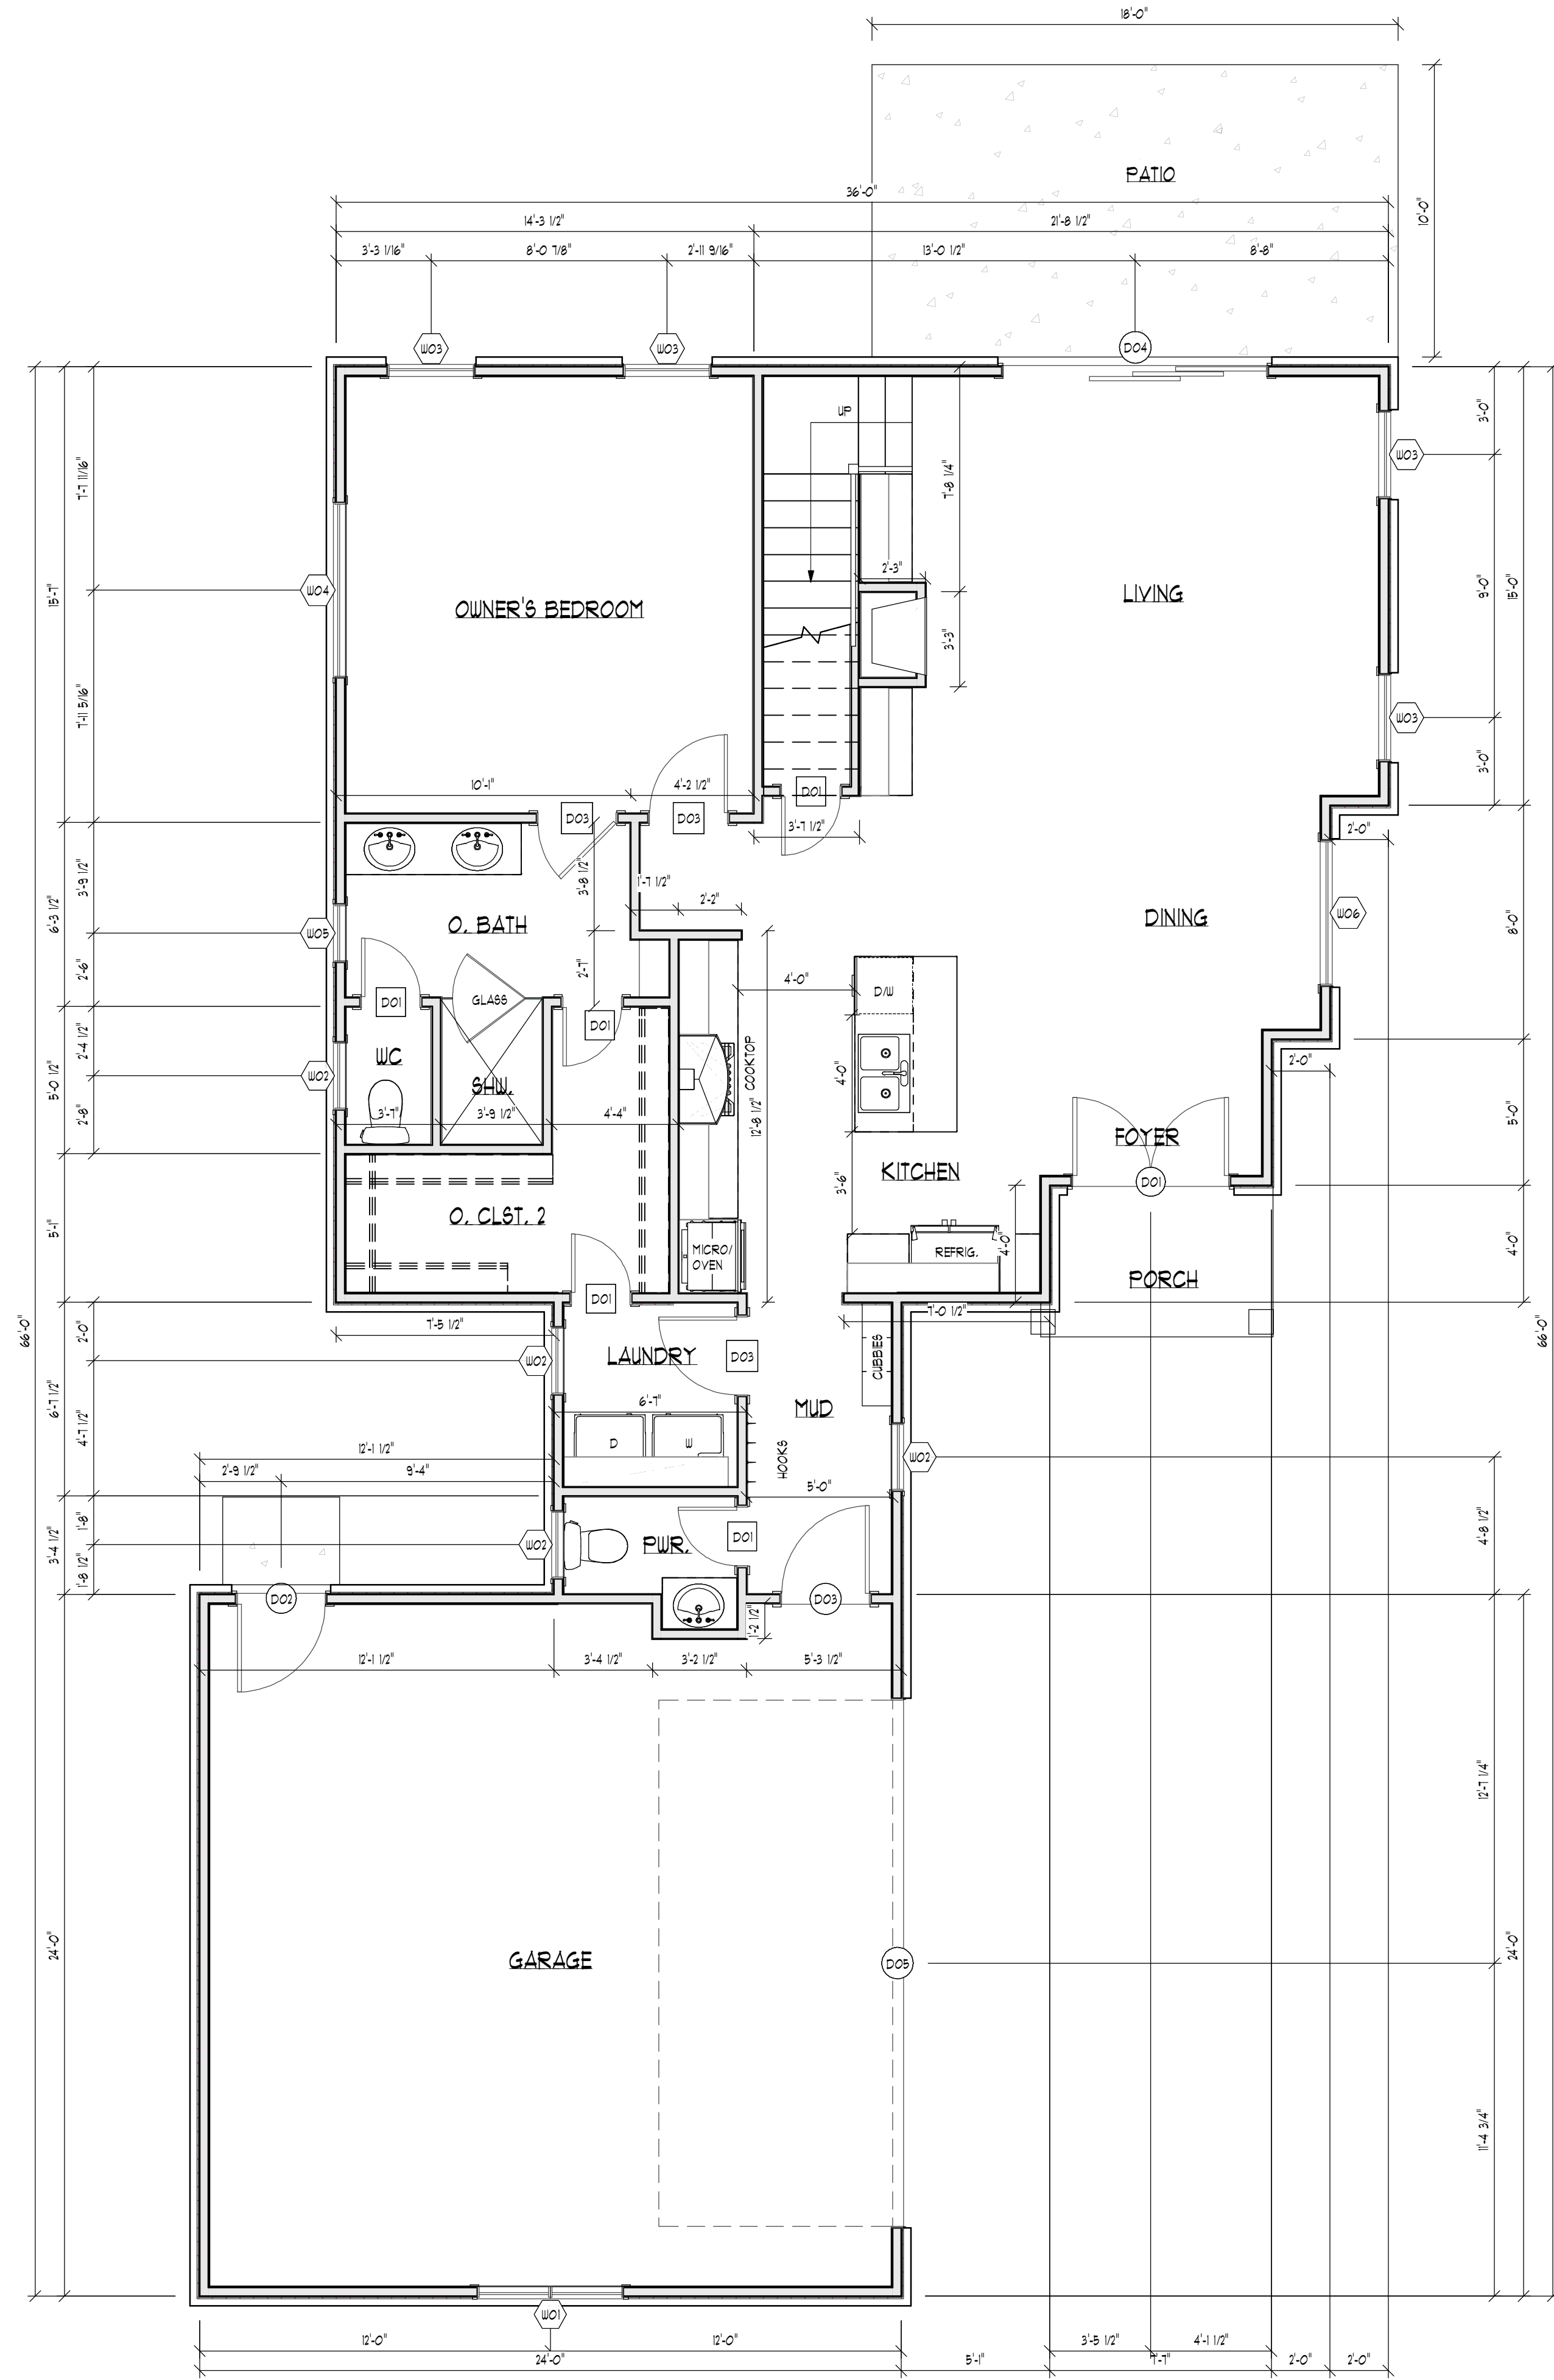 18'-0"
PATIO
10'-0"
36'-0"
14'-3 1/2"
21'-8 1/2"
3'-3 1/16"
8'-0 7/8"
2'-11 9/16"
13'-0 1/2"
8'-8"
W03
W03
D04
UP
7'-8 1/4"
3'-0"
W03
7'-7 11/16"
15'-7"
W04
OWNER'S BEDROOM
2'-3"
3'-3"
LIVING
9'-0"
15'-0"
7'-11 5/16"
W03
3'-0"
10'-1"
4'-2 1/2"
D01
D03
D03
3'-7 1/2"
2'-0"
3'-9 1/2"
3'-8 1/2"
1'-7 1/2"
2'-2"
6'-3 1/2"
W05
O. BATH
DINING
W06
8'-0"
2'-6"
2'-7"
4'-0"
D/W
D01
GLASS
D01
2'-4 1/2"
WC
COOKTOP
2'-0"
5'-0 1/2"
W02
SHW.
4'-0"
12'-8 1/2"
2'-8"
3'-7"
3'-9 1/2"
4'-4"
FOYER
5'-0"
KITCHEN
D01
3'-6"
5'-1"
O. CLST. 2
MICRO/
OVEN
REFRIG.
4'-0"
4'-0"
PORCH
D01
7'-0 1/2"
66'-0"
66'-0"
2'-0"
7'-5 1/2"
W02
LAUNDRY
D03
CUBBIES
6'-7 1/2"
4'-7 1/2"
6'-7"
MUD
D
W
HOOKS
W02
12'-1 1/2"
2'-9 1/2"
9'-4"
5'-0"
4'-8 1/2"
3'-4 1/2"
1'-8"
W02
PWR.
D01
1'-8 1/2"
D02
D03
1'-2 1/2"
12'-1 1/2"
3'-4 1/2"
3'-2 1/2"
5'-3 1/2"
12'-7 1/4"
24'-0"
GARAGE
D05
24'-0"
11'-4 3/4"
W01
12'-0"
12'-0"
3'-5 1/2"
4'-1 1/2"
24'-0"
5'-1"
7'-7"
2'-0"
2'-0"